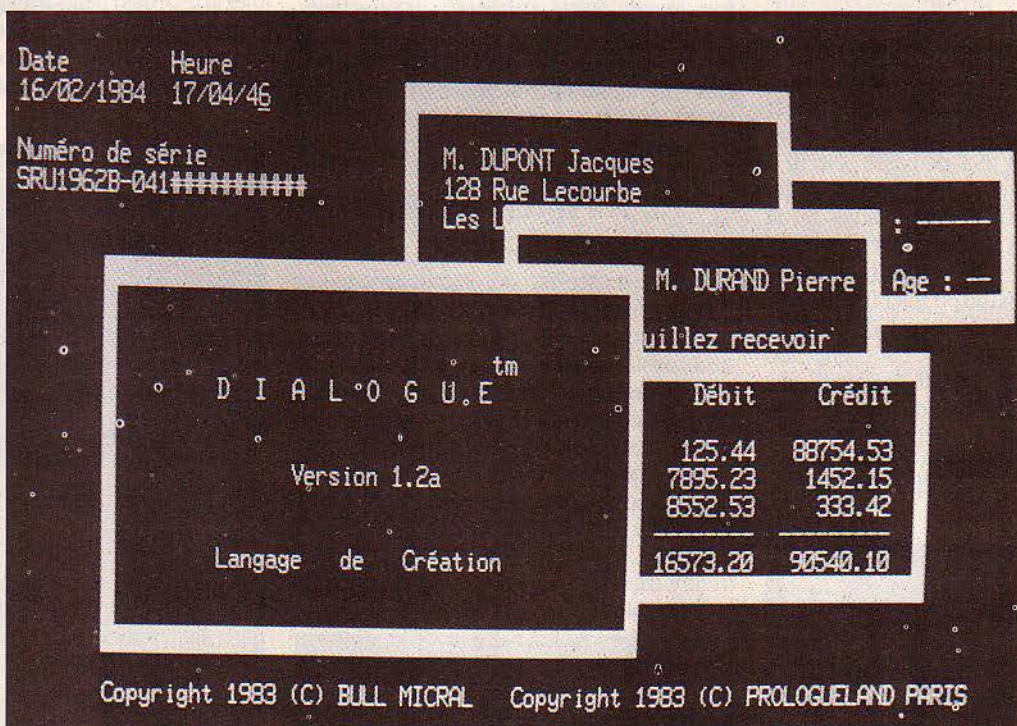 Date Heure
16/02/1984 17/04/46
Numéro de série
SRU1962B-041###########
M. DUPONT Jacques
128 Rue Lecourbe
Les
:
M. DURAND Pierre
Age :
uillez recevoir
D I A L O G U E tm
Version 1.2a
Langage de Création
Débit Crédit
125.44 88754.53
7895.23 1452.15
8552.53 333.42
16573.20 90540.10
Copyright 1983 (C) BULL MICRAL Copyright 1983 (C) PROLOGUELAND PARIS